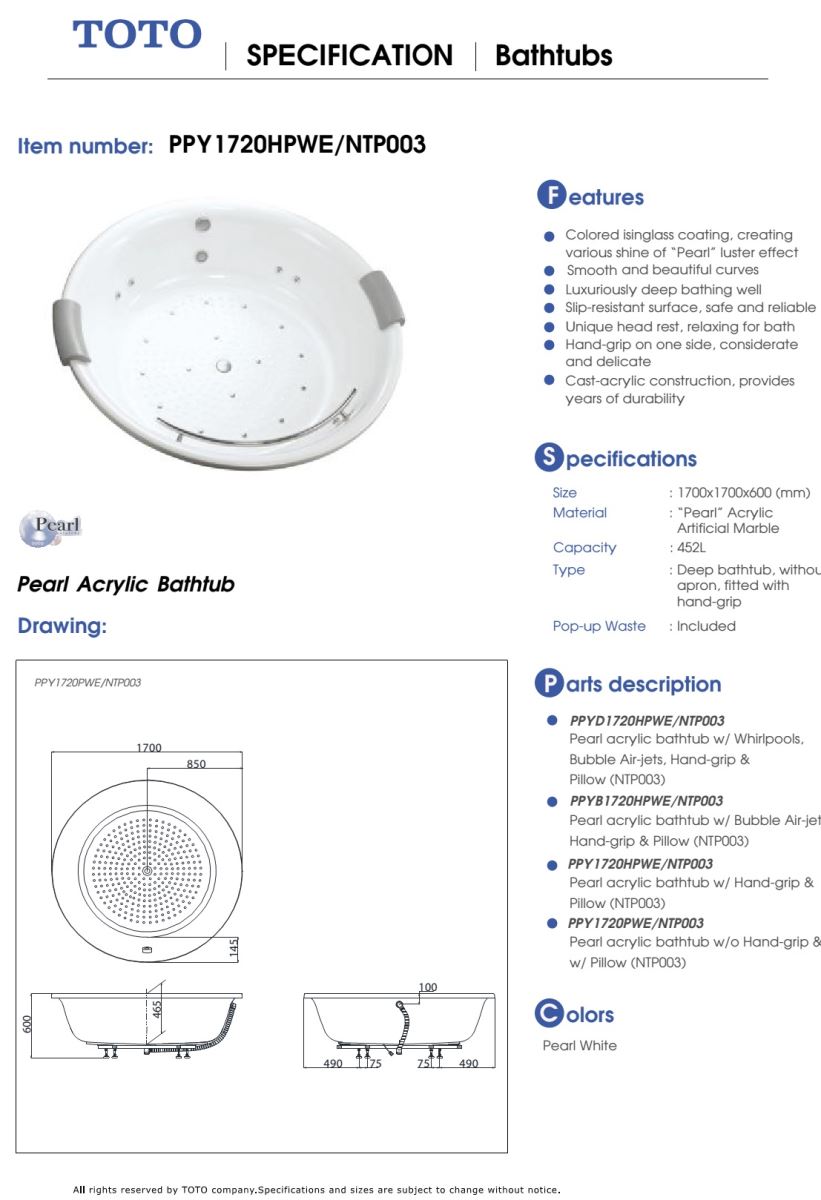 TOTO
SPECIFICATION
Bathtubs
Item number: PPY1720HPWE/NTP003
Pearl
Pearl Acrylic Bathtub
Drawing:
PPY1720PWE/NTP003
1700
850
145
600
465
100
490
75
75
490
Features
Colored isinglass coating, creating
various shine of "Pearl" luster effect
Smooth and beautiful curves
Luxuriously deep bathing well
Slip-resistant surface, safe and reliable
Unique head rest, relaxing for bath
Hand-grip on one side, considerate
and delicate
Cast-acrylic construction, provides
years of durability
Specifications
Size : 1700x1700x600 (mm)
Material : "Pearl" Acrylic
Artificial Marble
Capacity : 452L
Type : Deep bathtub, withou
apron, fitted with
hand-grip
Pop-up Waste : Included
Parts description
PPYD1720HPWE/NTP003
Pearl acrylic bathtub w/ Whirlpools,
Bubble Air-jets, Hand-grip &
Pillow (NTP003)
PPYB1720HPWE/NTP003
Pearl acrylic bathtub w/ Bubble Air-jet
Hand-grip & Pillow (NTP003)
PPY1720HPWE/NTP003
Pearl acrylic bathtub w/ Hand-grip &
Pillow (NTP003)
PPY1720PWE/NTP003
Pearl acrylic bathtub w/o Hand-grip &
w/ Pillow (NTP003)
Colors
Pearl White
All rights reserved by TOTO company.Specifications and sizes are subject to change without notice.